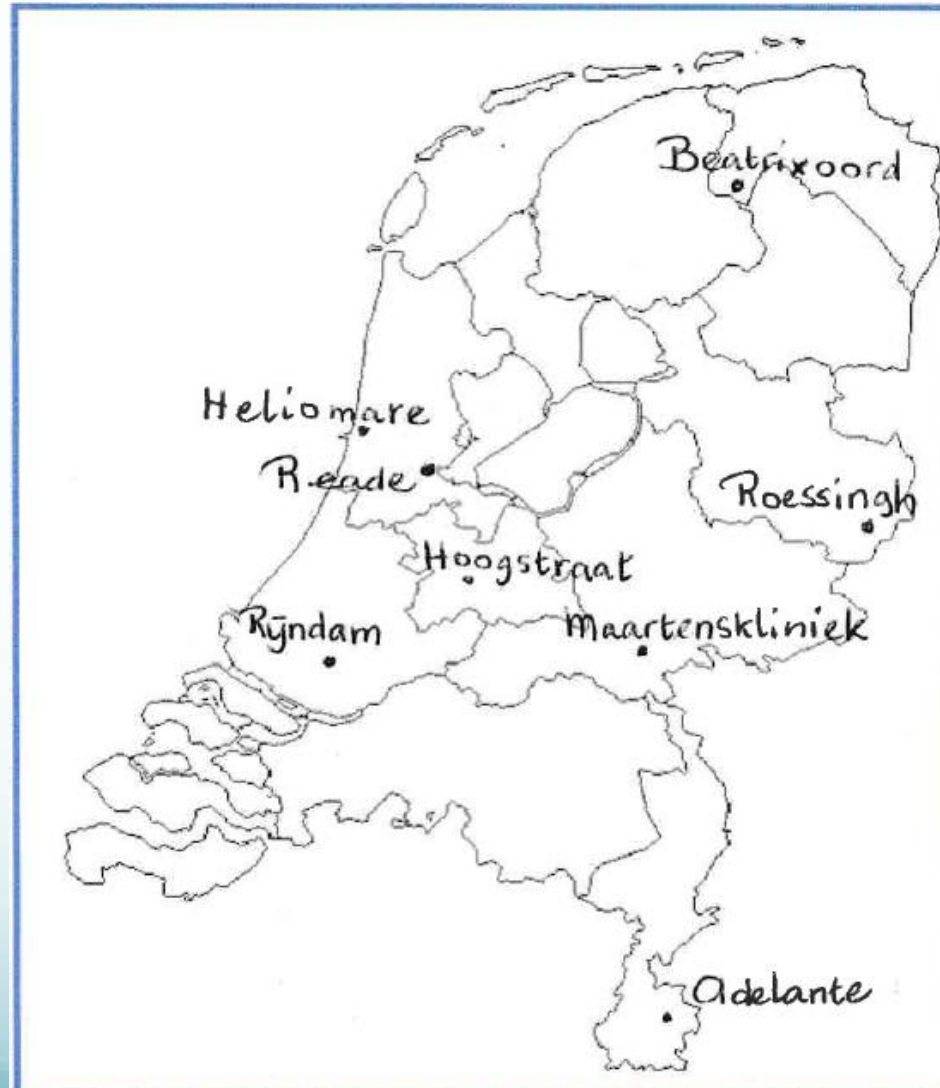 Beatrixoord
Heliomare
Reade
Roessingh
Hoogstraat
Rijndam
Maartenskliniek
Adelante